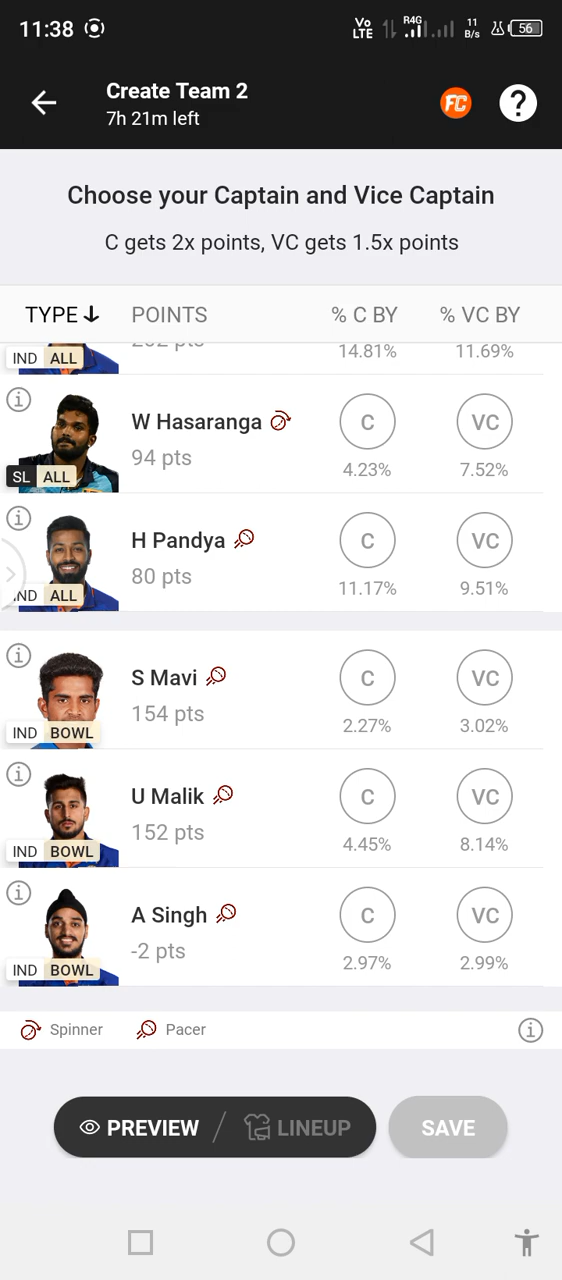 11:38
Vo LTE
R4G
11 B/s
56
Create Team 2
7h 21m left
FC
?
Choose your Captain and Vice Captain
C gets 2x points, VC gets 1.5x points
TYPE POINTS % C BY % VC BY
IND ALL
14.81% 11.69%
W Hasaranga
94 pts
C VC
4.23% 7.52%
SL ALL
H Pandya
80 pts
C VC
11.17% 9.51%
IND ALL
S Mavi
154 pts
C VC
2.27% 3.02%
IND BOWL
U Malik
152 pts
C VC
4.45% 8.14%
IND BOWL
A Singh
-2 pts
C VC
2.97% 2.99%
IND BOWL
Spinner Pacer
PREVIEW / LINEUP
SAVE